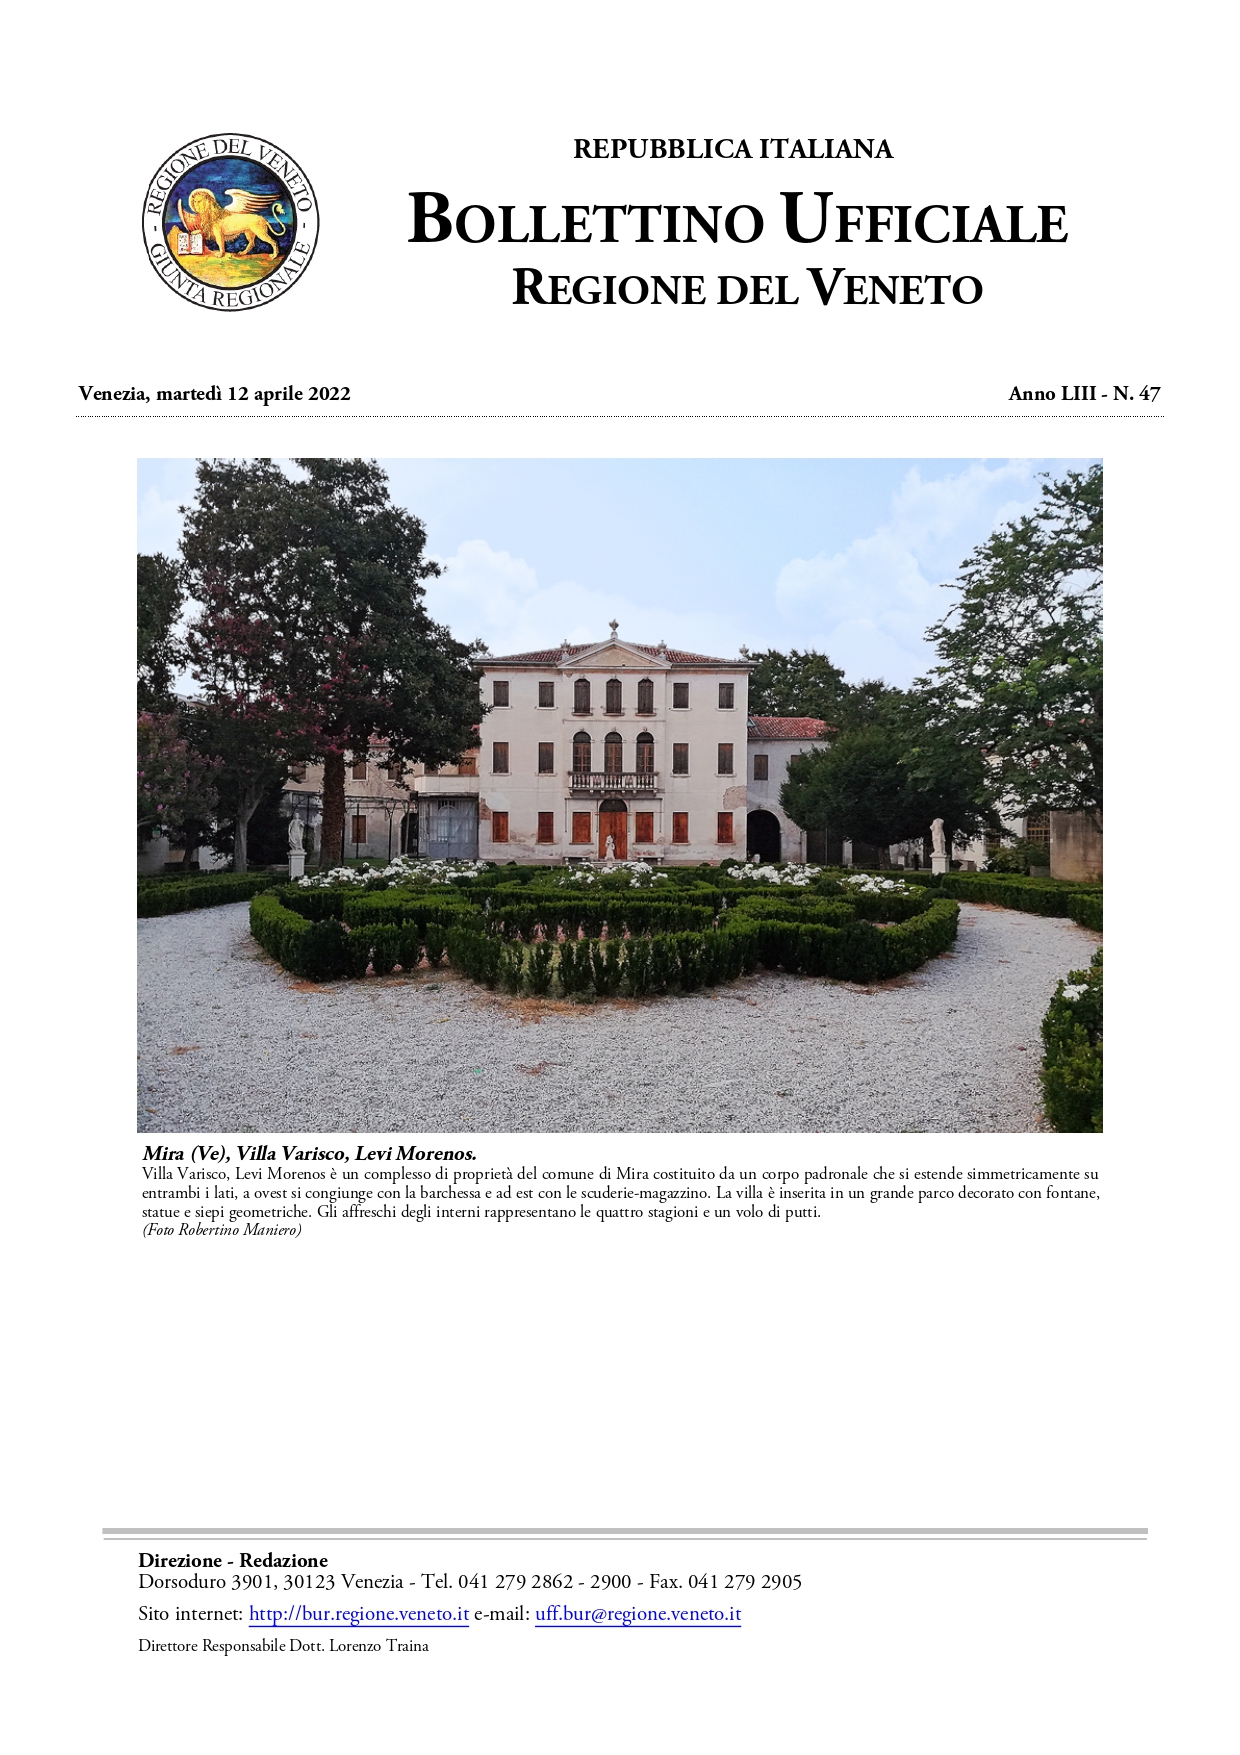 REGIONE DEL VENETO
GIUNTA REGIONALE
REPUBBLICA ITALIANA
BOLLETTINO UFFICIALE
REGIONE DEL VENETO
Venezia, martedì 12 aprile 2022
Anno LIII - N. 47
Mira (Ve), Villa Varisco, Levi Morenos.
Villa Varisco, Levi Morenos è un complesso di proprietà del comune di Mira costituito da un corpo padronale che si estende simmetricamente su
entrambi i lati, a ovest si congiunge con la barchessa e ad est con le scuderie-magazzino. La villa è inserita in un grande parco decorato con fontane,
statue e siepi geometriche. Gli affreschi degli interni rappresentano le quattro stagioni e un volo di putti.
(Foto Robertino Maniero)
Direzione - Redazione
Dorsoduro 3901, 30123 Venezia - Tel. 041 279 2862 - 2900 - Fax. 041 279 2905
Sito internet: http://bur.regione.veneto.it e-mail: uff.bur@regione.veneto.it
Direttore Responsabile Dott. Lorenzo Traina